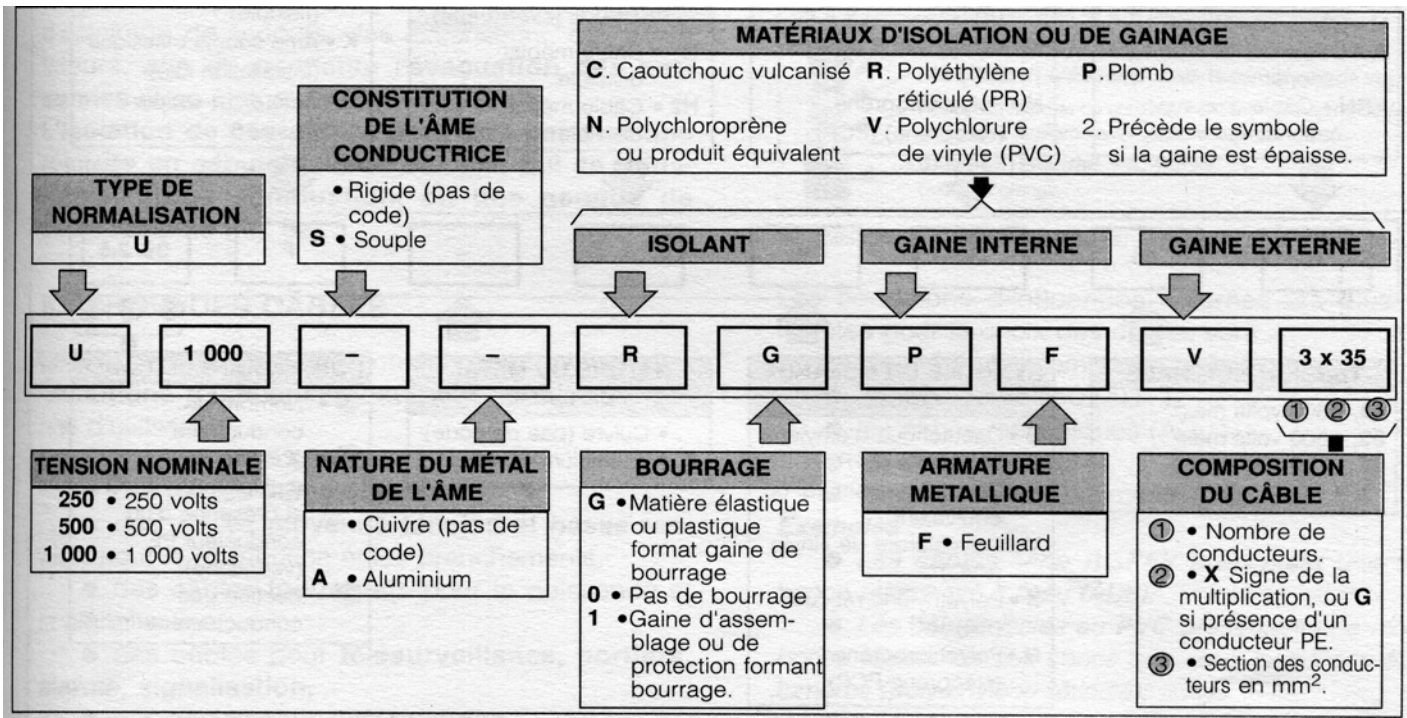 MATÉRIAUX D'ISOLATION OU DE GAINAGE
C. Caoutchouc vulcanisé
N. Polychlorroprène
ou produit équivalent
R. Polyéthylène
réticulé (PR)
V. Polychlorure
de vinyle (PVC)
P. Plomb
2. Précède le symbole
si la gaine est épaisse.
CONSTITUTION
DE L'ÂME
CONDUCTRICE
• Rigide (pas de
code)
S • Souple
TYPE DE
NORMALISATION
U
ISOLANT
GAINE INTERNE
GAINE EXTERNE
U 1 000 – – R G P F V 3 x 35
1 2 3
TENSION NOMINALE
250 • 250 volts
500 • 500 volts
1 000 • 1 000 volts
NATURE DU MÉTAL
DE L'ÂME
• Cuivre (pas de
code)
A • Aluminium
BOURRAGE
G •Matière élastique
ou plastique
format gaine de
bourrage
0 • Pas de bourrage
1 •Gaine d'assem-
blage ou de
protection formant
bourrage.
ARMATURE
METALLIQUE
F • Feuillard
COMPOSITION
DU CÂBLE
1 • Nombre de
conducteurs.
2 • X Signe de la
multiplication, ou G
si présence d'un
conducteur PE.
3 • Section des conduc-
teurs en mm².